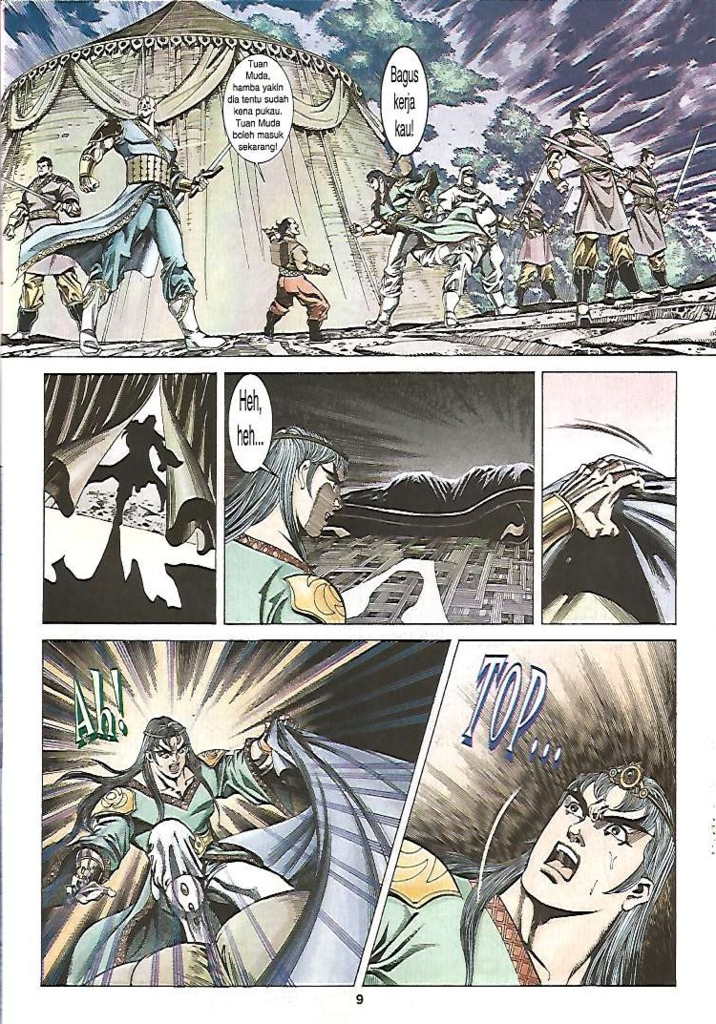 Tuan
Muda,
hamba yakin
dia tentu sudah
kena pukau.
Tuan Muda
boleh masuk
sekarang!
Bagus
kerja
kau!
Heh,
heh...
Ah!
TOP...
9